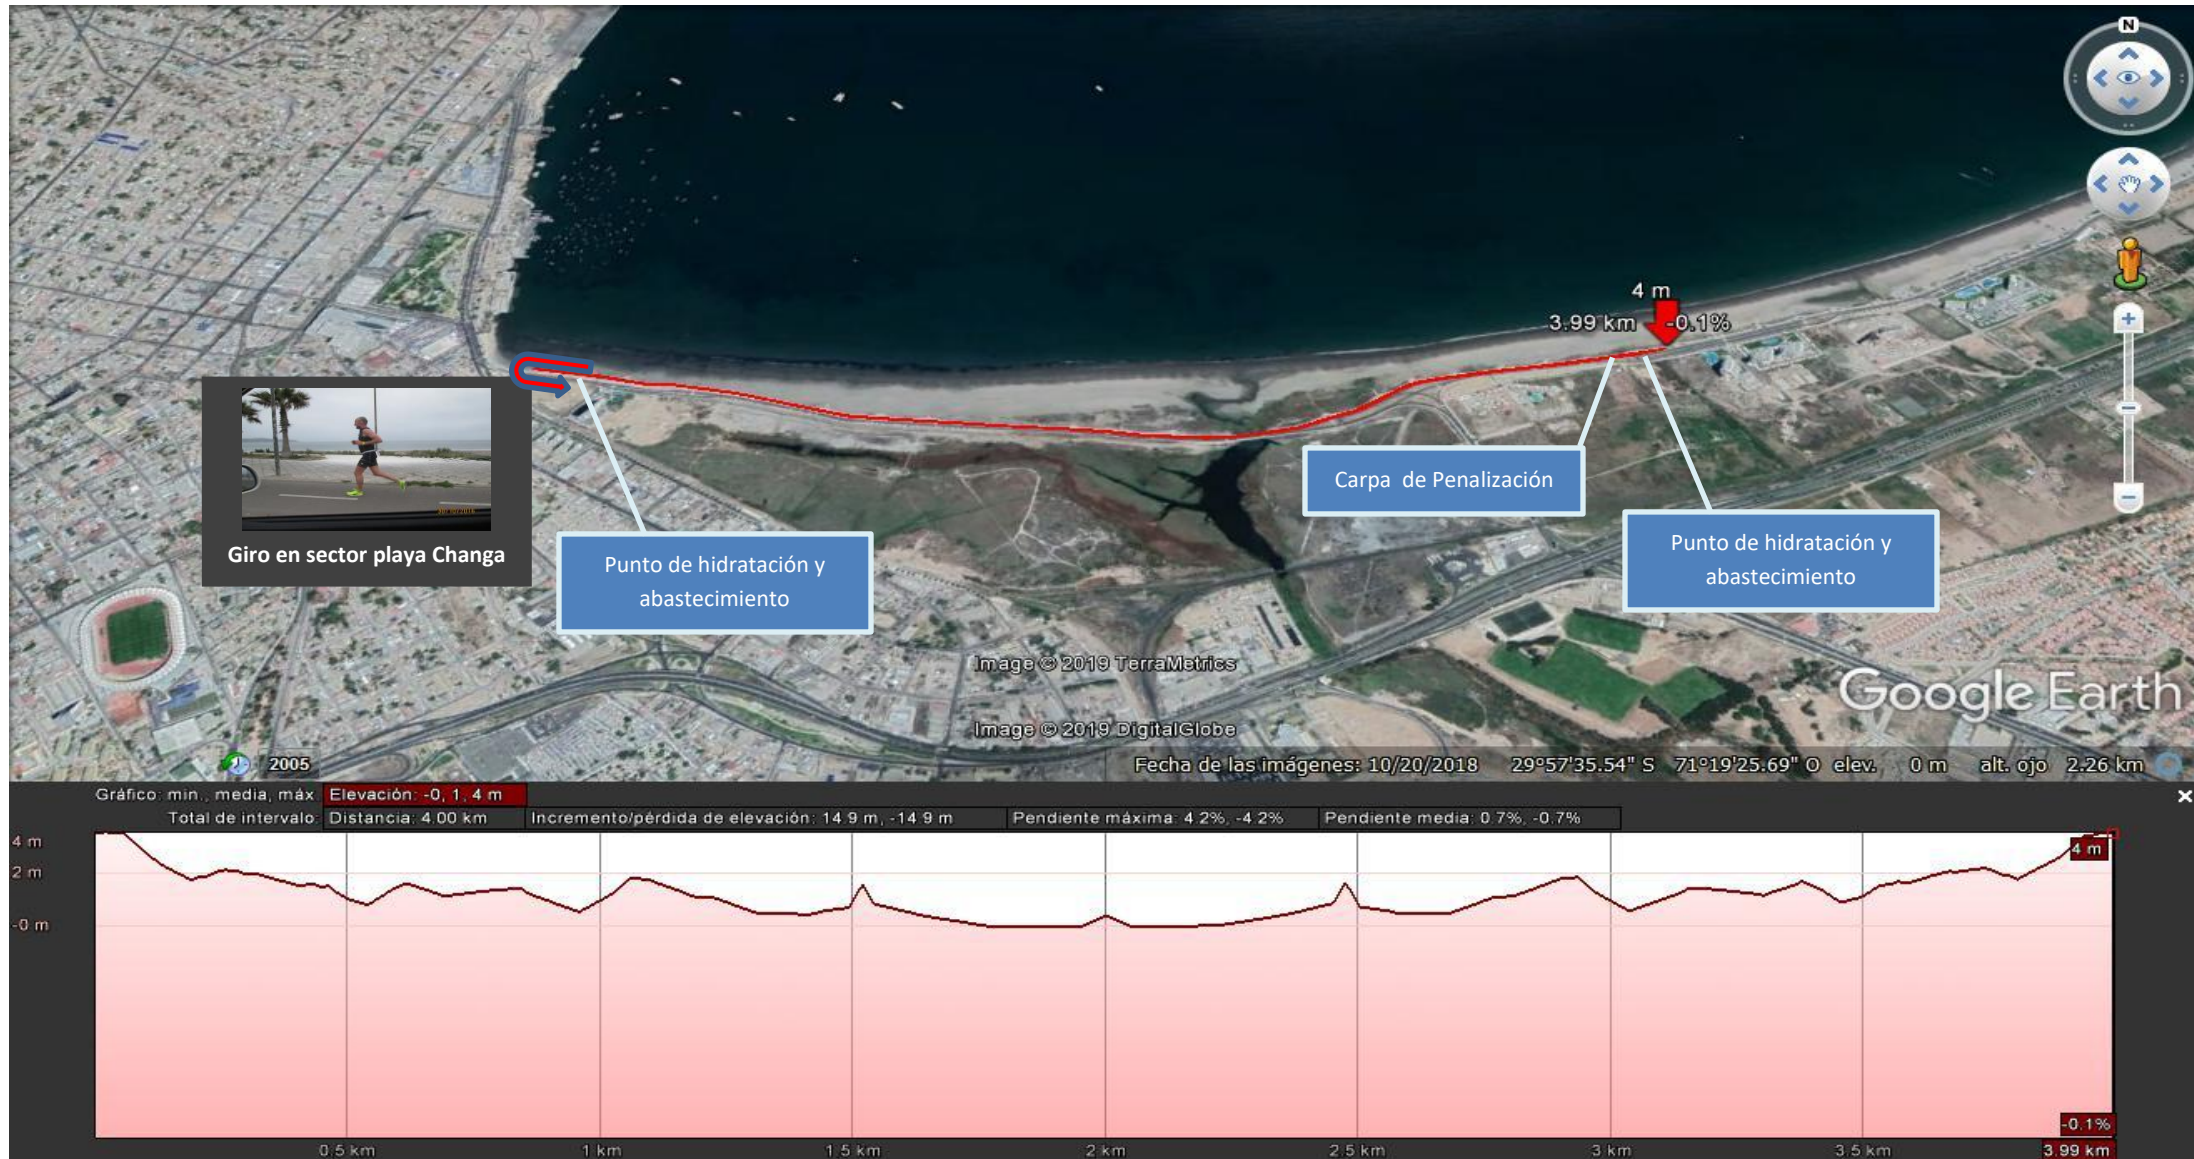 N
4 m
3.99 km -0.1%
Giro en sector playa Changa
Carpa de Penalización
Punto de hidratación y
abastecimiento
Punto de hidratación y
abastecimiento
Image © 2019 TerraMetrics
Image © 2019 DigitalGlobe
Google Earth
2005
Fecha de las imágenes: 10/20/2018 29°57'35.54" S 71°19'25.69" O elev. 0 m alt. ojo 2.26 km
Gráfico: min., media, máx. Elevación: -0, 1, 4 m
Total de intervalo: Distancia: 4.00 km Incremento/pérdida de elevación: 14.9 m, -14.9 m Pendiente máxima: 4.2%, -4.2% Pendiente media: 0.7%, -0.7%
4 m
2 m
-0 m
4 m
-0.1%
0.5 km 1 km 1.5 km 2 km 2.5 km 3 km 3.5 km 3.99 km